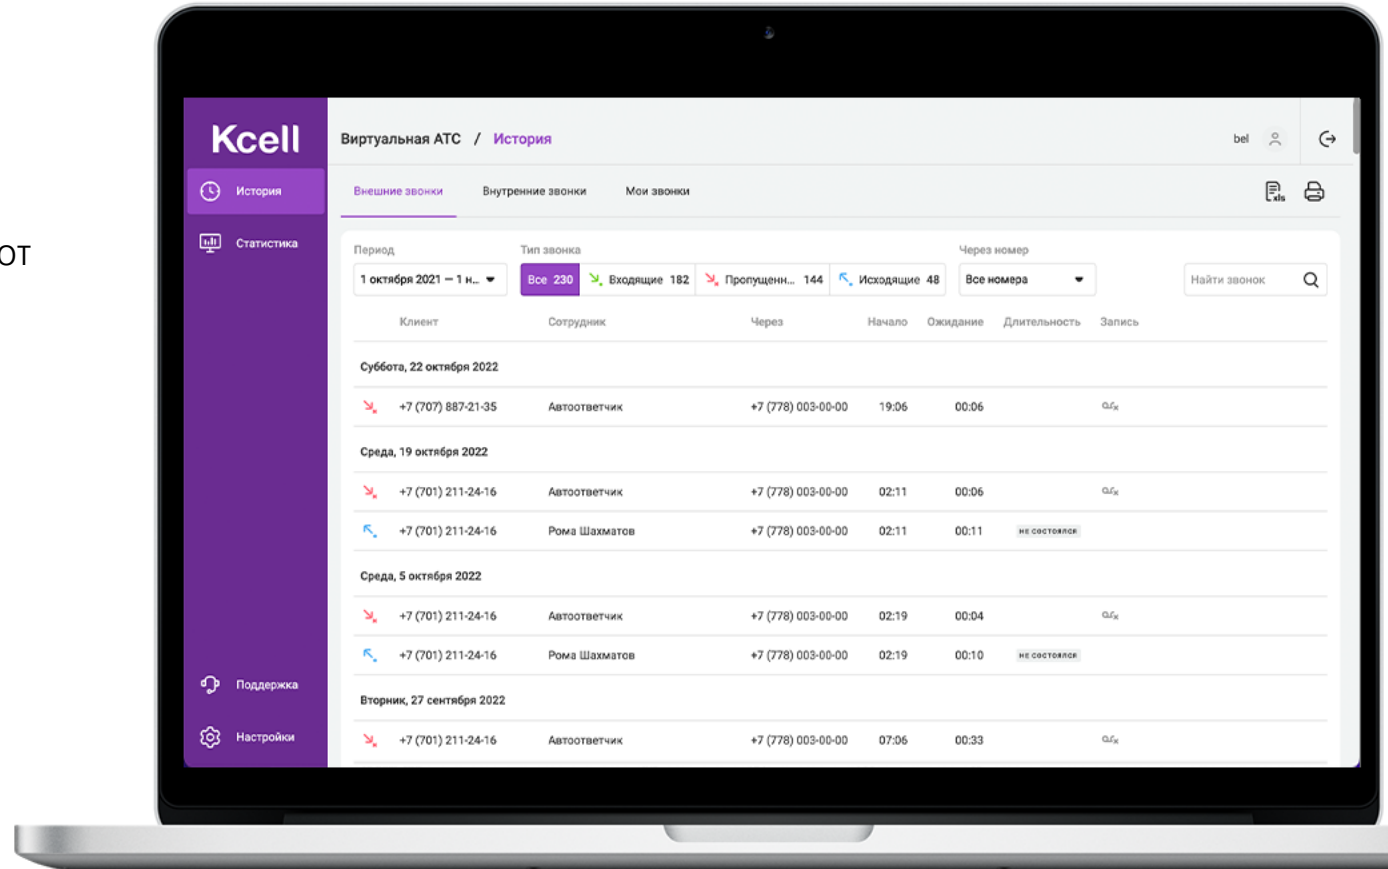 от
Kcell
Виртуальная АТС / История
bel
История
Статистика
Поддержка
Настройки
Внешние звонки Внутренние звонки Мои звонки
xls
Период Тип звонка Через номер
1 октября 2021 — 1 н... Все 230 Входящие 182 Пропущенн... 144 Исходящие 48 Все номера Найти звонок
Клиент Сотрудник Через Начало Ожидание Длительность Запись
Суббота, 22 октября 2022
+7 (707) 887-21-35 Автоответчик +7 (778) 003-00-00 19:06 00:06
Среда, 19 октября 2022
+7 (701) 211-24-16 Автоответчик +7 (778) 003-00-00 02:11 00:06
+7 (701) 211-24-16 Рома Шахматов +7 (778) 003-00-00 02:11 00:11 НЕ СОСТОЯЛСЯ
Среда, 5 октября 2022
+7 (701) 211-24-16 Автоответчик +7 (778) 003-00-00 02:19 00:04
+7 (701) 211-24-16 Рома Шахматов +7 (778) 003-00-00 02:19 00:10 НЕ СОСТОЯЛСЯ
Вторник, 27 сентября 2022
+7 (701) 211-24-16 Автоответчик +7 (778) 003-00-00 07:06 00:33